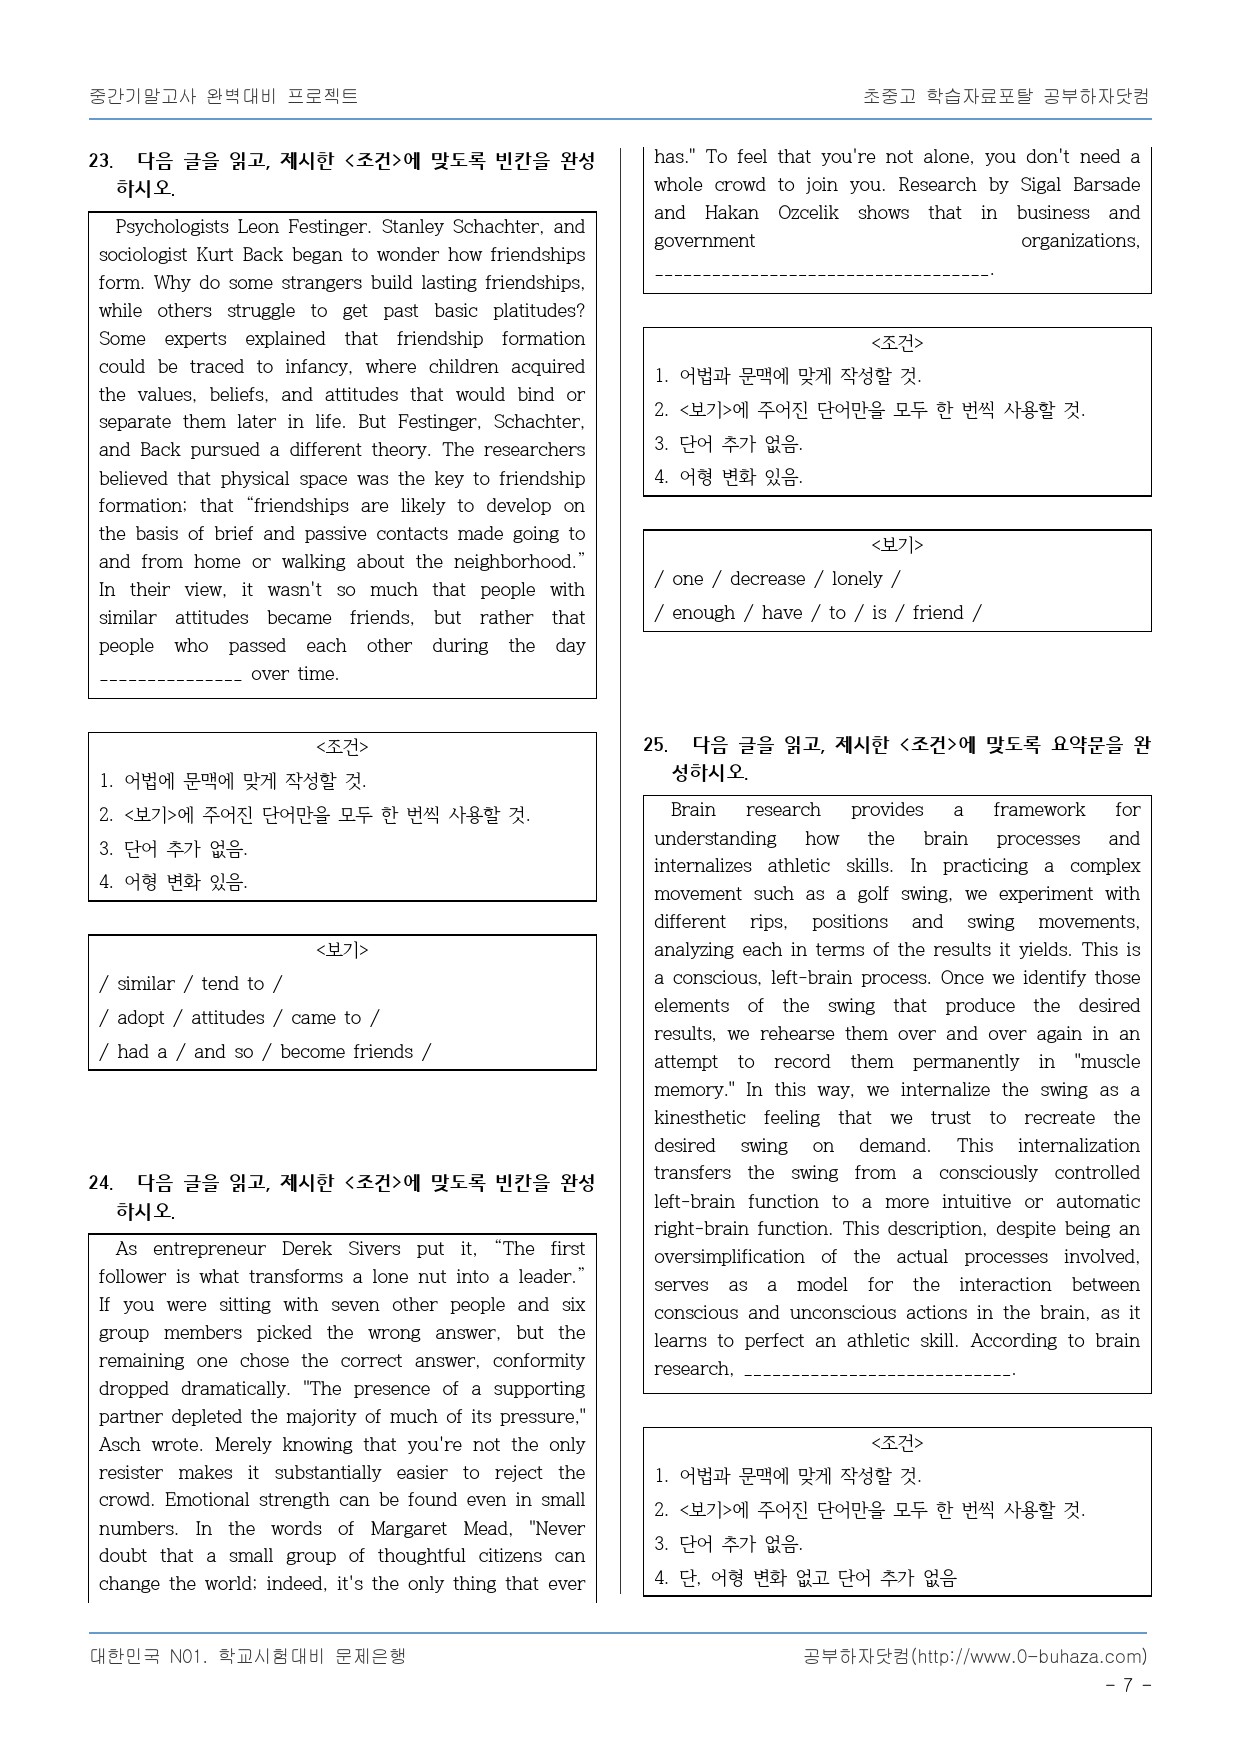 중간기말고사 완벽대비 프로젝트
초중고 학습자료포탈 공부하자닷컴
23. 다음 글을 읽고, 제시한 <조건>에 맞도록 빈칸을 완성
하시오.
Psychologists Leon Festinger. Stanley Schachter, and
sociologist Kurt Back began to wonder how friendships
form. Why do some strangers build lasting friendships,
while others struggle to get past basic platitudes?
Some experts explained that friendship formation
could be traced to infancy, where children acquired
the values, beliefs, and attitudes that would bind or
separate them later in life. But Festinger, Schachter,
and Back pursued a different theory. The researchers
believed that physical space was the key to friendship
formation; that “friendships are likely to develop on
the basis of brief and passive contacts made going to
and from home or walking about the neighborhood.”
In their view, it wasn't so much that people with
similar attitudes became friends, but rather that
people who passed each other during the day
_______________ over time.
<조건>
1. 어법에 문맥에 맞게 작성할 것.
2. <보기>에 주어진 단어만을 모두 한 번씩 사용할 것.
3. 단어 추가 없음.
4. 어형 변화 있음.
<보기>
/ similar / tend to /
/ adopt / attitudes / came to /
/ had a / and so / become friends /
24. 다음 글을 읽고, 제시한 <조건>에 맞도록 빈칸을 완성
하시오.
As entrepreneur Derek Sivers put it, “The first
follower is what transforms a lone nut into a leader.”
If you were sitting with seven other people and six
group members picked the wrong answer, but the
remaining one chose the correct answer, conformity
dropped dramatically. "The presence of a supporting
partner depleted the majority of much of its pressure,"
Asch wrote. Merely knowing that you're not the only
resister makes it substantially easier to reject the
crowd. Emotional strength can be found even in small
numbers. In the words of Margaret Mead, "Never
doubt that a small group of thoughtful citizens can
change the world; indeed, it's the only thing that ever
has." To feel that you're not alone, you don't need a
whole crowd to join you. Research by Sigal Barsade
and Hakan Ozcelik shows that in business and
government organizations,
___________________________________.
<조건>
1. 어법과 문맥에 맞게 작성할 것.
2. <보기>에 주어진 단어만을 모두 한 번씩 사용할 것.
3. 단어 추가 없음.
4. 어형 변화 있음.
<보기>
/ one / decrease / lonely /
/ enough / have / to / is / friend /
25. 다음 글을 읽고, 제시한 <조건>에 맞도록 요약문을 완
성하시오.
Brain research provides a framework for
understanding how the brain processes and
internalizes athletic skills. In practicing a complex
movement such as a golf swing, we experiment with
different rips, positions and swing movements,
analyzing each in terms of the results it yields. This is
a conscious, left-brain process. Once we identify those
elements of the swing that produce the desired
results, we rehearse them over and over again in an
attempt to record them permanently in "muscle
memory." In this way, we internalize the swing as a
kinesthetic feeling that we trust to recreate the
desired swing on demand. This internalization
transfers the swing from a consciously controlled
left-brain function to a more intuitive or automatic
right-brain function. This description, despite being an
oversimplification of the actual processes involved,
serves as a model for the interaction between
conscious and unconscious actions in the brain, as it
learns to perfect an athletic skill. According to brain
research, ____________________________.
<조건>
1. 어법과 문맥에 맞게 작성할 것.
2. <보기>에 주어진 단어만을 모두 한 번씩 사용할 것.
3. 단어 추가 없음.
4. 단, 어형 변화 없고 단어 추가 없음
대한민국 N01. 학교시험대비 문제은행
공부하자닷컴(http://www.0-buhaza.com)
- 7 -